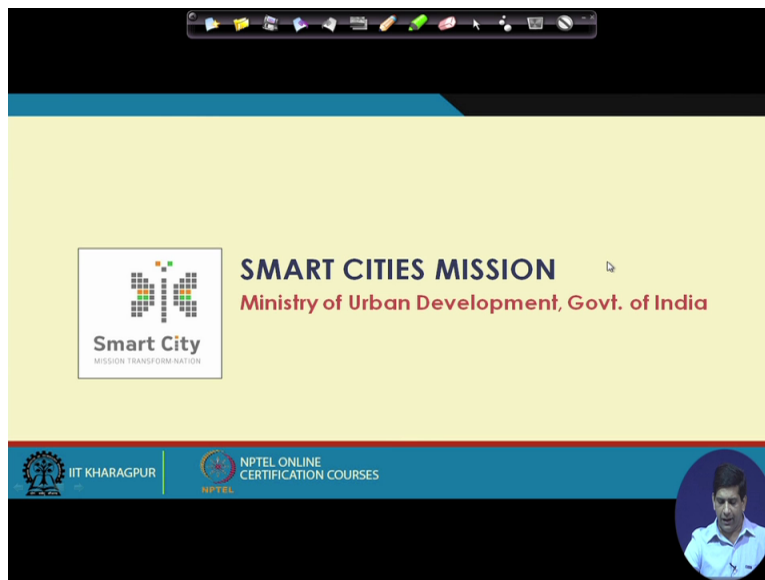 SMART CITIES MISSION
Ministry of Urban Development, Govt. of India
Smart City
MISSION TRANSFORM-NATION
IIT KHARAGPUR
NPTEL ONLINE
CERTIFICATION COURSES
NPTEL